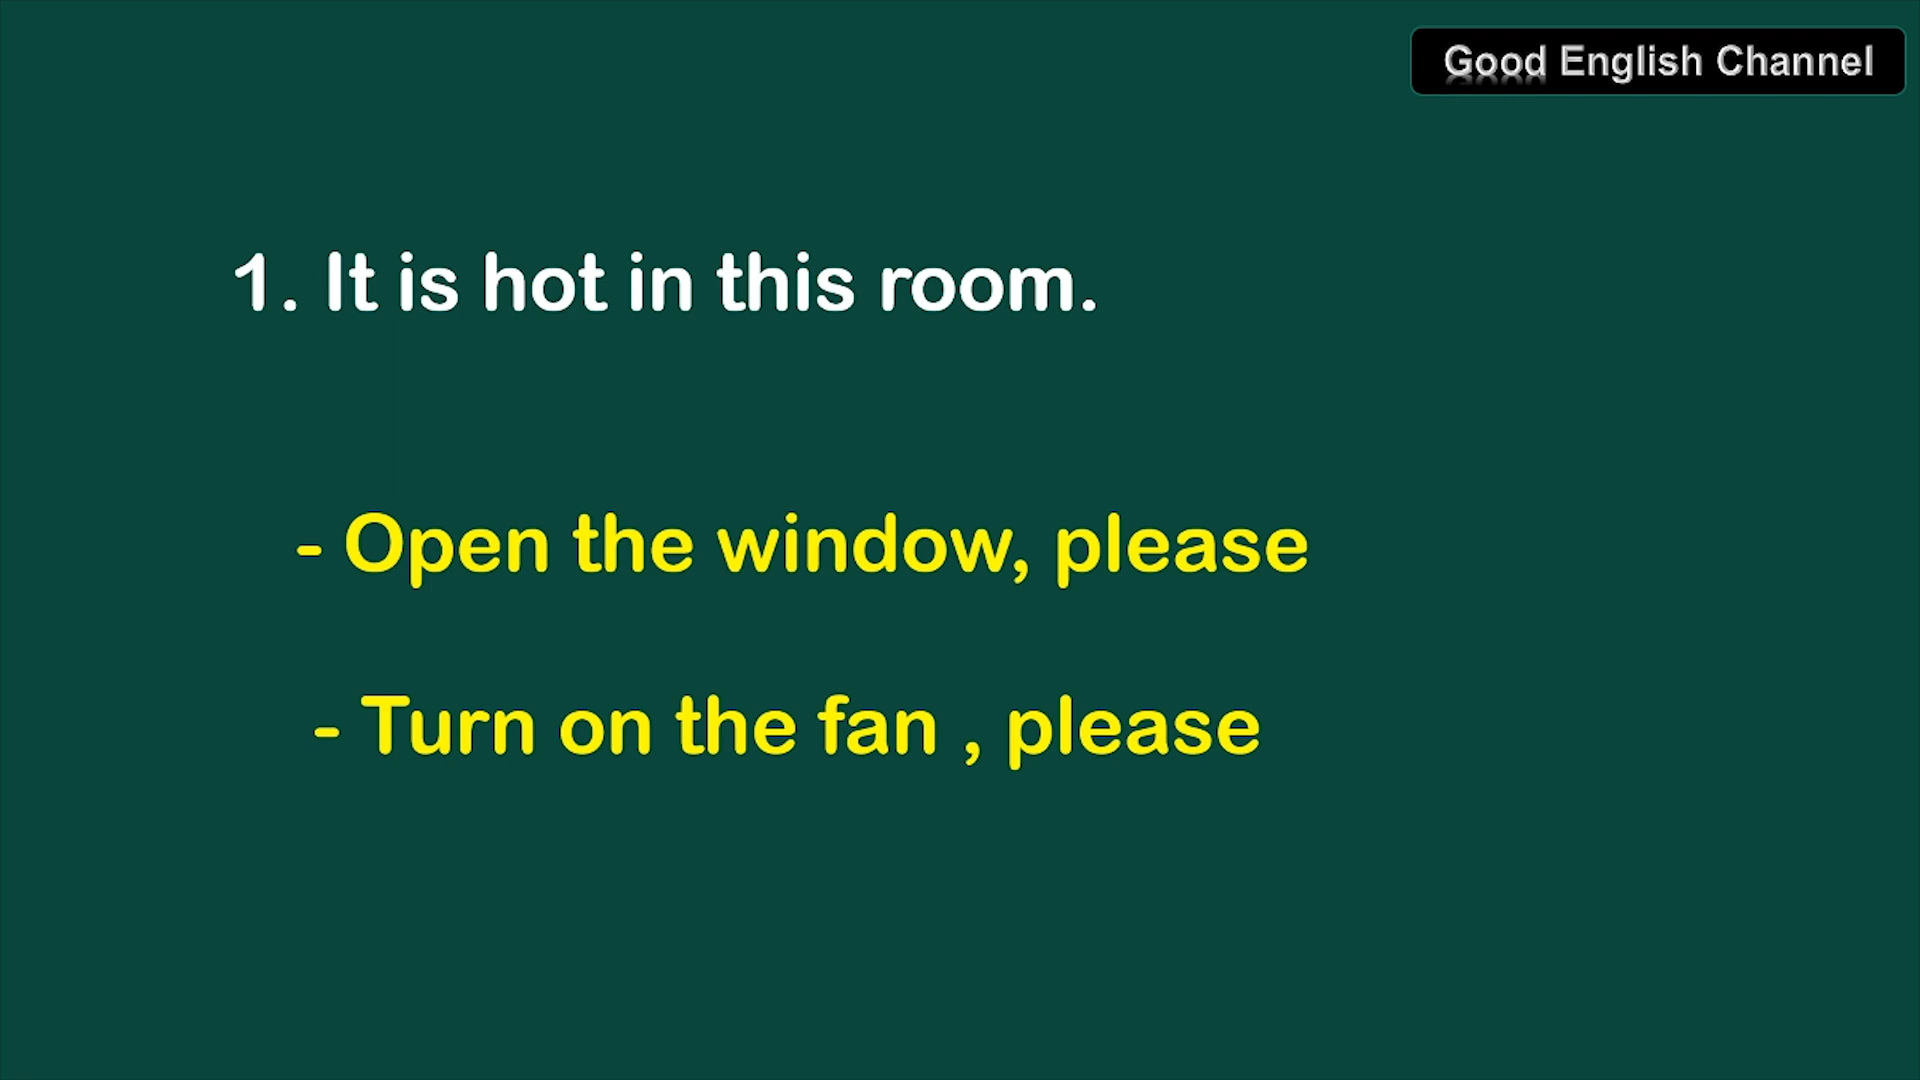 Good English Channel
1. It is hot in this room.
- Open the window, please
- Turn on the fan , please